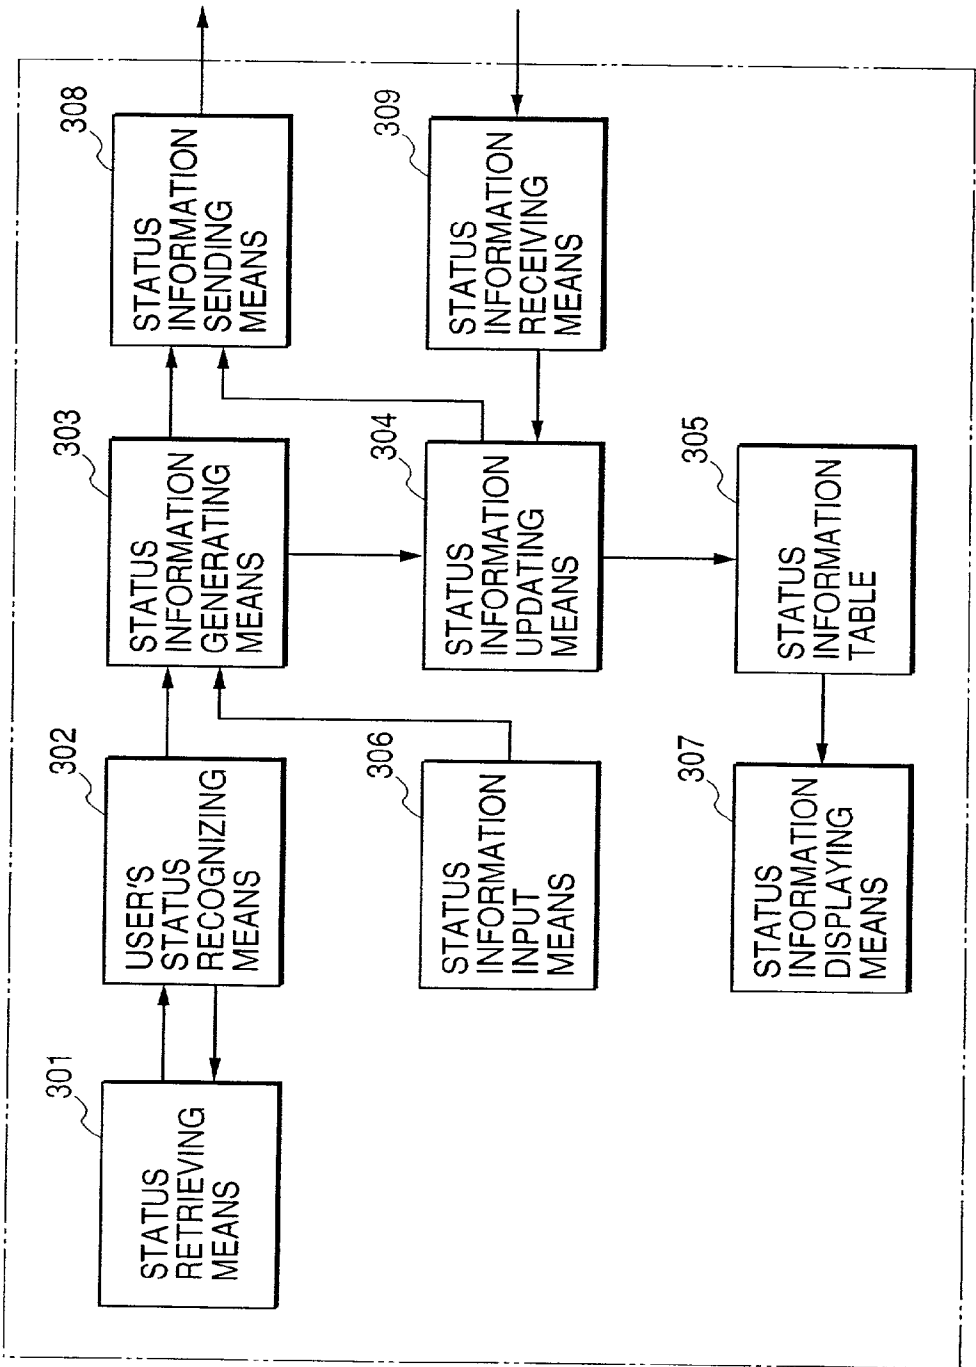 301
STATUS
RETRIEVING
MEANS
302
USER'S
STATUS
RECOGNIZING
MEANS
303
STATUS
INFORMATION
GENERATING
MEANS
308
STATUS
INFORMATION
SENDING
MEANS
306
STATUS
INFORMATION
INPUT
MEANS
304
STATUS
INFORMATION
UPDATING
MEANS
309
STATUS
INFORMATION
RECEIVING
MEANS
307
STATUS
INFORMATION
DISPLAYING
MEANS
305
STATUS
INFORMATION
TABLE